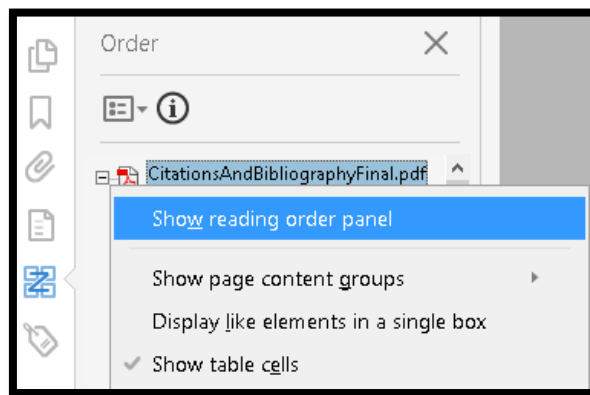 Order
CitationsAndBibliographyFinal.pdf
Show reading order panel
Show page content groups
Display like elements in a single box
Show table cells